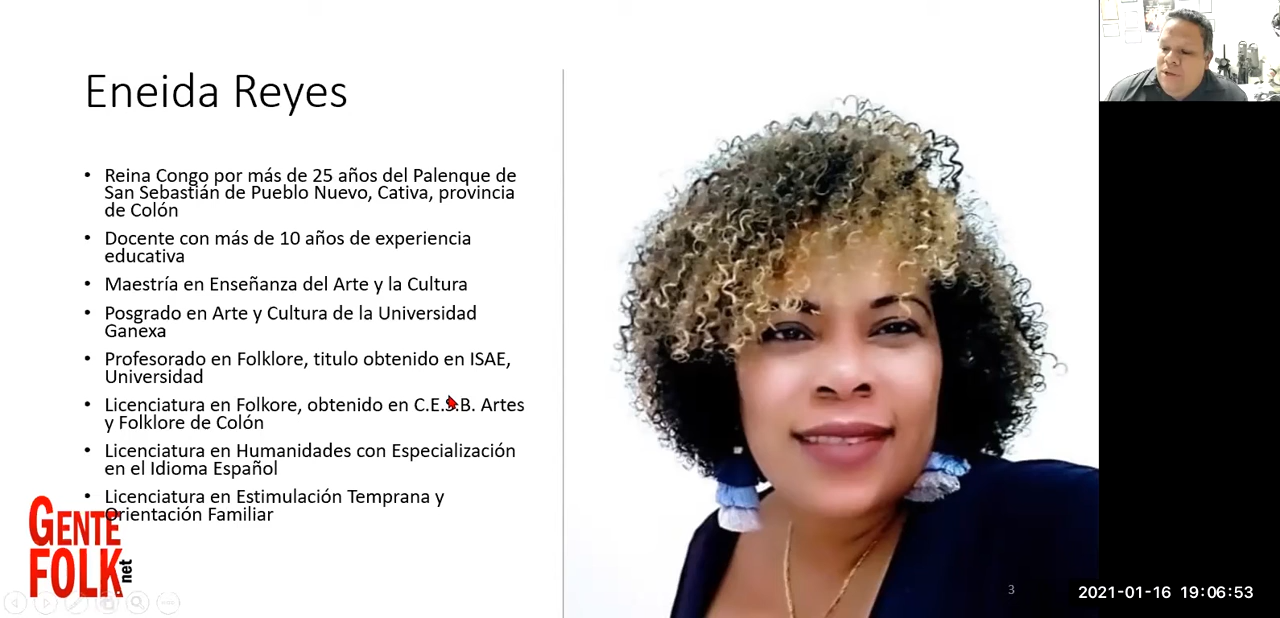 Eneida Reyes
• Reina Congo por más de 25 años del Palenque de
San Sebastián de Pueblo Nuevo, Cativa, provincia
de Colón
• Docente con más de 10 años de experiencia
educativa
• Maestría en Enseñanza del Arte y la Cultura
• Posgrado en Arte y Cultura de la Universidad
Ganexa
• Profesorado en Folklore, titulo obtenido en ISAE,
Universidad
• Licenciatura en Folkore, obtenido en C.E.S.B. Artes
y Folklore de Colón
• Licenciatura en Humanidades con Especialización
en el Idioma Español
• Licenciatura en Estimulación Temprana y
Orientación Familiar
GENTE
FOLK.net
3
2021-01-16 19:06:53